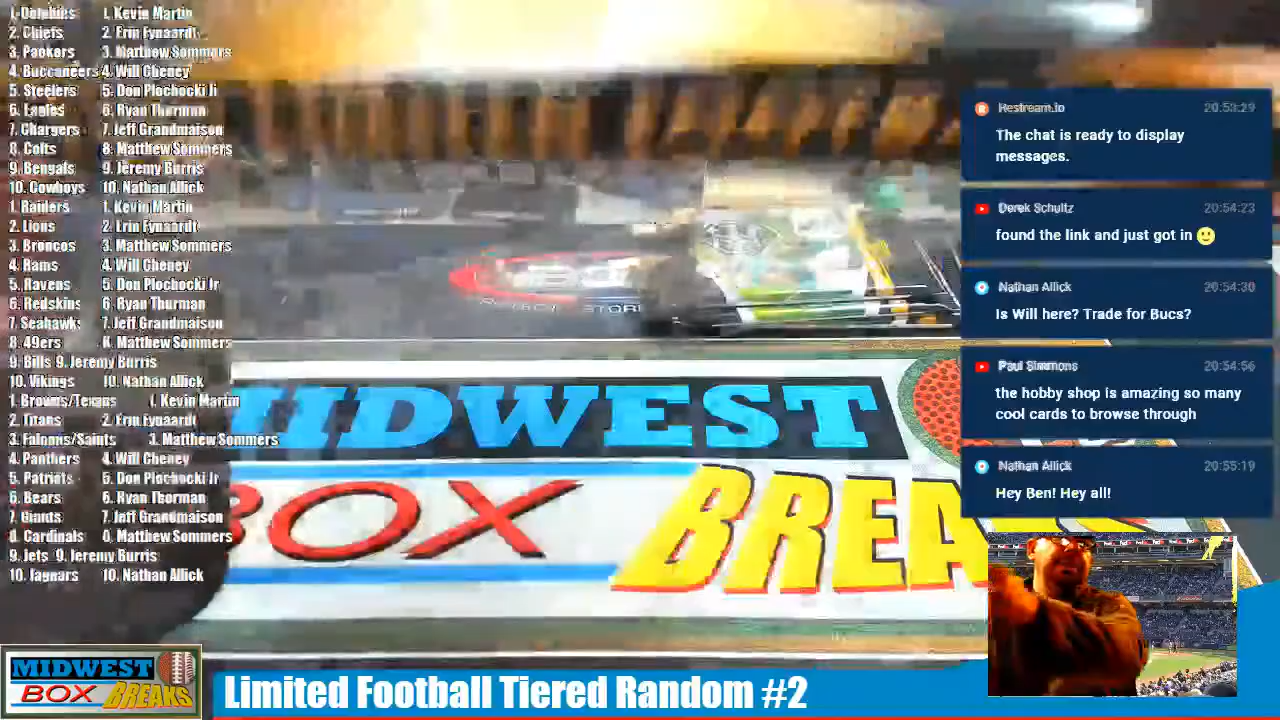 1. Dolphins 1. Kevin Martin
2. Chiefs 2. Erin Fynaardt
3. Packers 3. Matthew Sommers
4. Buccaneers 4. Will Cheney
5. Steelers 5. Don Plochocki Jr
6. Eagles 6. Ryan Thurman
7. Chargers 7. Jeff Grandmaison
8. Colts 8. Matthew Sommers
9. Bengals 9. Jeremy Burris
10. Cowboys 10. Nathan Allick
1. Raiders 1. Kevin Martin
2. Lions 2. Erin Fynaardt
3. Broncos 3. Matthew Sommers
4. Rams 4. Will Cheney
5. Ravens 5. Don Plochocki Jr
6. Redskins 6. Ryan Thurman
7. Seahawks 7. Jeff Grandmaison
8. 49ers 8. Matthew Sommers
9. Bills 9. Jeremy Burris
10. Vikings 10. Nathan Allick
1. Browns/Texans 1. Kevin Martin
2. Titans 2. Erin Fynaardt
3. Falcons/Saints 3. Matthew Sommers
4. Panthers 4. Will Cheney
5. Patriots 5. Don Plochocki Jr
6. Bears 6. Ryan Thurman
7. Giants 7. Jeff Grandmaison
8. Cardinals 8. Matthew Sommers
9. Jets 9. Jeremy Burris
10. Jaguars 10. Nathan Allick
MIDWEST
BOX BREA
Restream.io 20:53:29
The chat is ready to display
messages.
Derek Schultz 20:54:23
found the link and just got in 🙂
Nathan Allick 20:54:30
Is Will here? Trade for Bucs?
Paul Simmons 20:54:56
the hobby shop is amazing so many
cool cards to browse through
Nathan Allick 20:55:19
Hey Ben! Hey all!
MIDWEST
BOX BREAKS
Limited Football Tiered Random #2